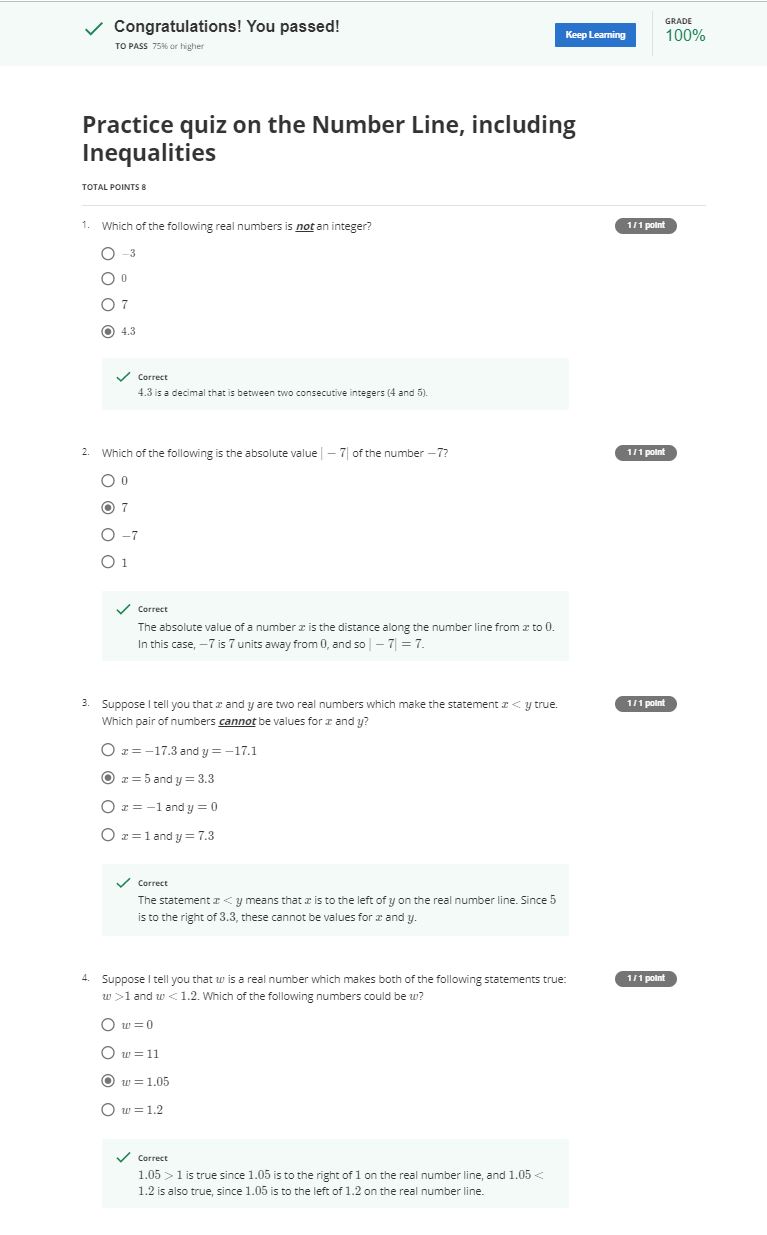 Congratulations! You passed!
TO PASS 75% or higher
Keep Learning
GRADE
100%
Practice quiz on the Number Line, including
Inequalities
TOTAL POINTS 8
1. Which of the following real numbers is not an integer?
1 / 1 point
−3
0
7
4.3
Correct
4.3 is a decimal that is between two consecutive integers (4 and 5).
2. Which of the following is the absolute value | − 7| of the number −7?
1 / 1 point
0
7
−7
1
Correct
The absolute value of a number x is the distance along the number line from x to 0.
In this case, −7 is 7 units away from 0, and so | − 7| = 7.
3. Suppose I tell you that x and y are two real numbers which make the statement x < y true.
Which pair of numbers cannot be values for x and y?
1 / 1 point
x = −17.3 and y = −17.1
x = 5 and y = 3.3
x = −1 and y = 0
x = 1 and y = 7.3
Correct
The statement x < y means that x is to the left of y on the real number line. Since 5
is to the right of 3.3, these cannot be values for x and y.
4. Suppose I tell you that w is a real number which makes both of the following statements true:
w >1 and w < 1.2. Which of the following numbers could be w?
1 / 1 point
w = 0
w = 11
w = 1.05
w = 1.2
Correct
1.05 > 1 is true since 1.05 is to the right of 1 on the real number line, and 1.05 <
1.2 is also true, since 1.05 is to the left of 1.2 on the real number line.